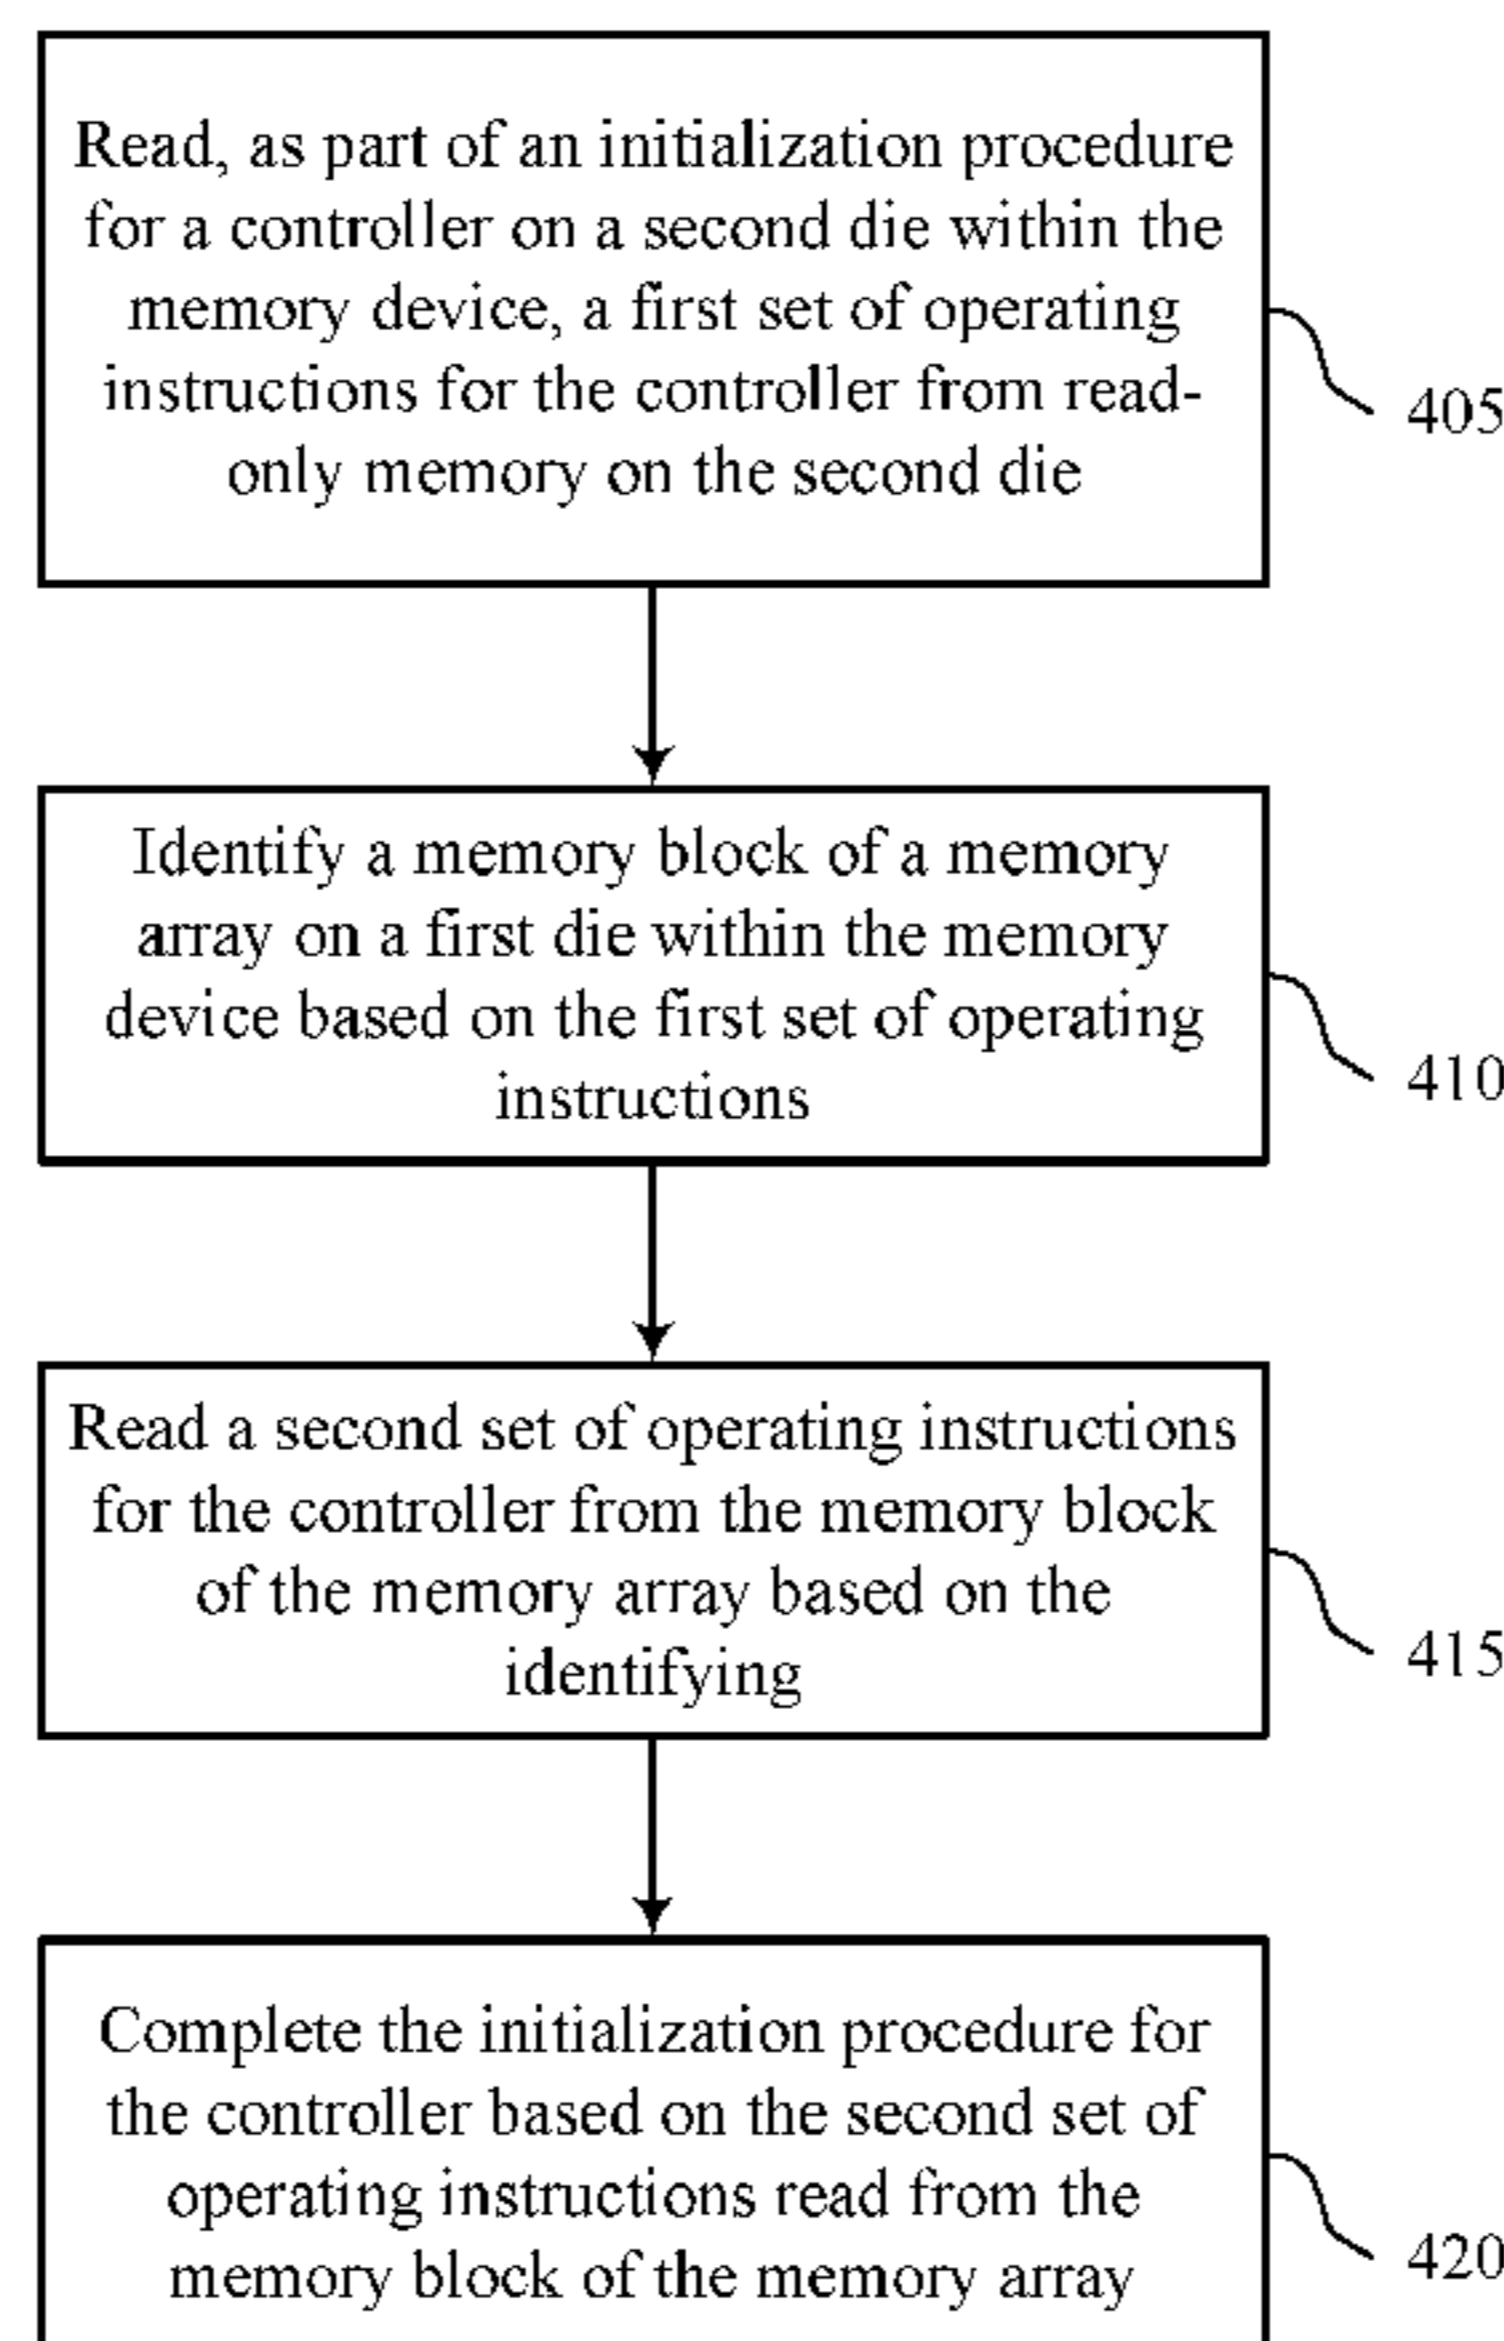 Read, as part of an initialization procedure
for a controller on a second die within the
memory device, a first set of operating
instructions for the controller from read-
only memory on the second die
405
Identify a memory block of a memory
array on a first die within the memory
device based on the first set of operating
instructions
410
Read a second set of operating instructions
for the controller from the memory block
of the memory array based on the
identifying
415
Complete the initialization procedure for
the controller based on the second set of
operating instructions read from the
memory block of the memory array
420